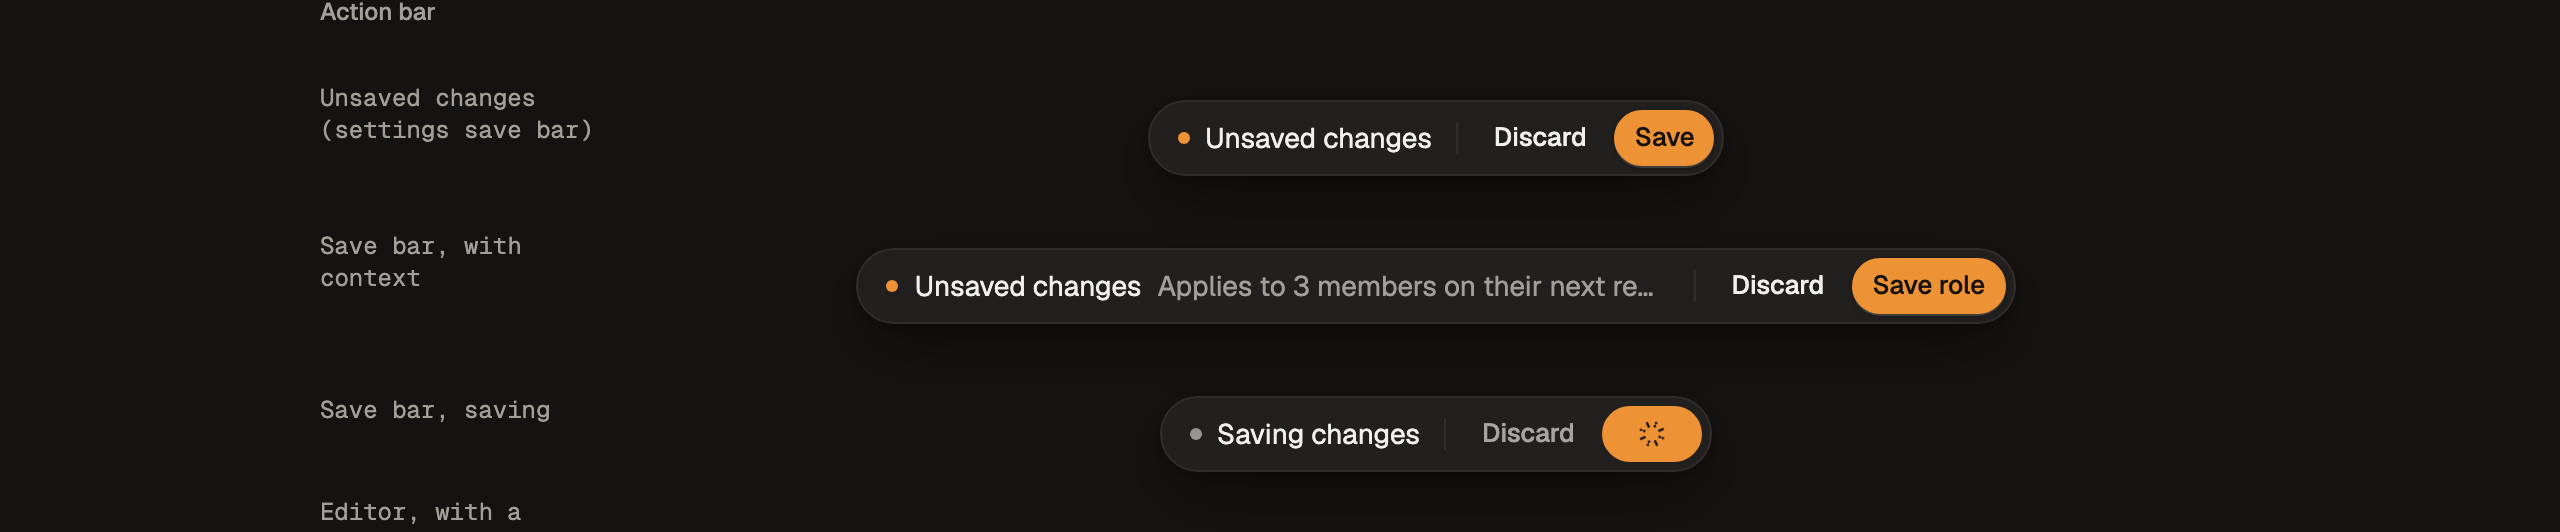 Action bar
Unsaved changes
(settings save bar)
Unsaved changes Discard Save
Save bar, with
context
Unsaved changes Applies to 3 members on their next re… Discard Save role
Save bar, saving
Saving changes Discard
Editor, with a